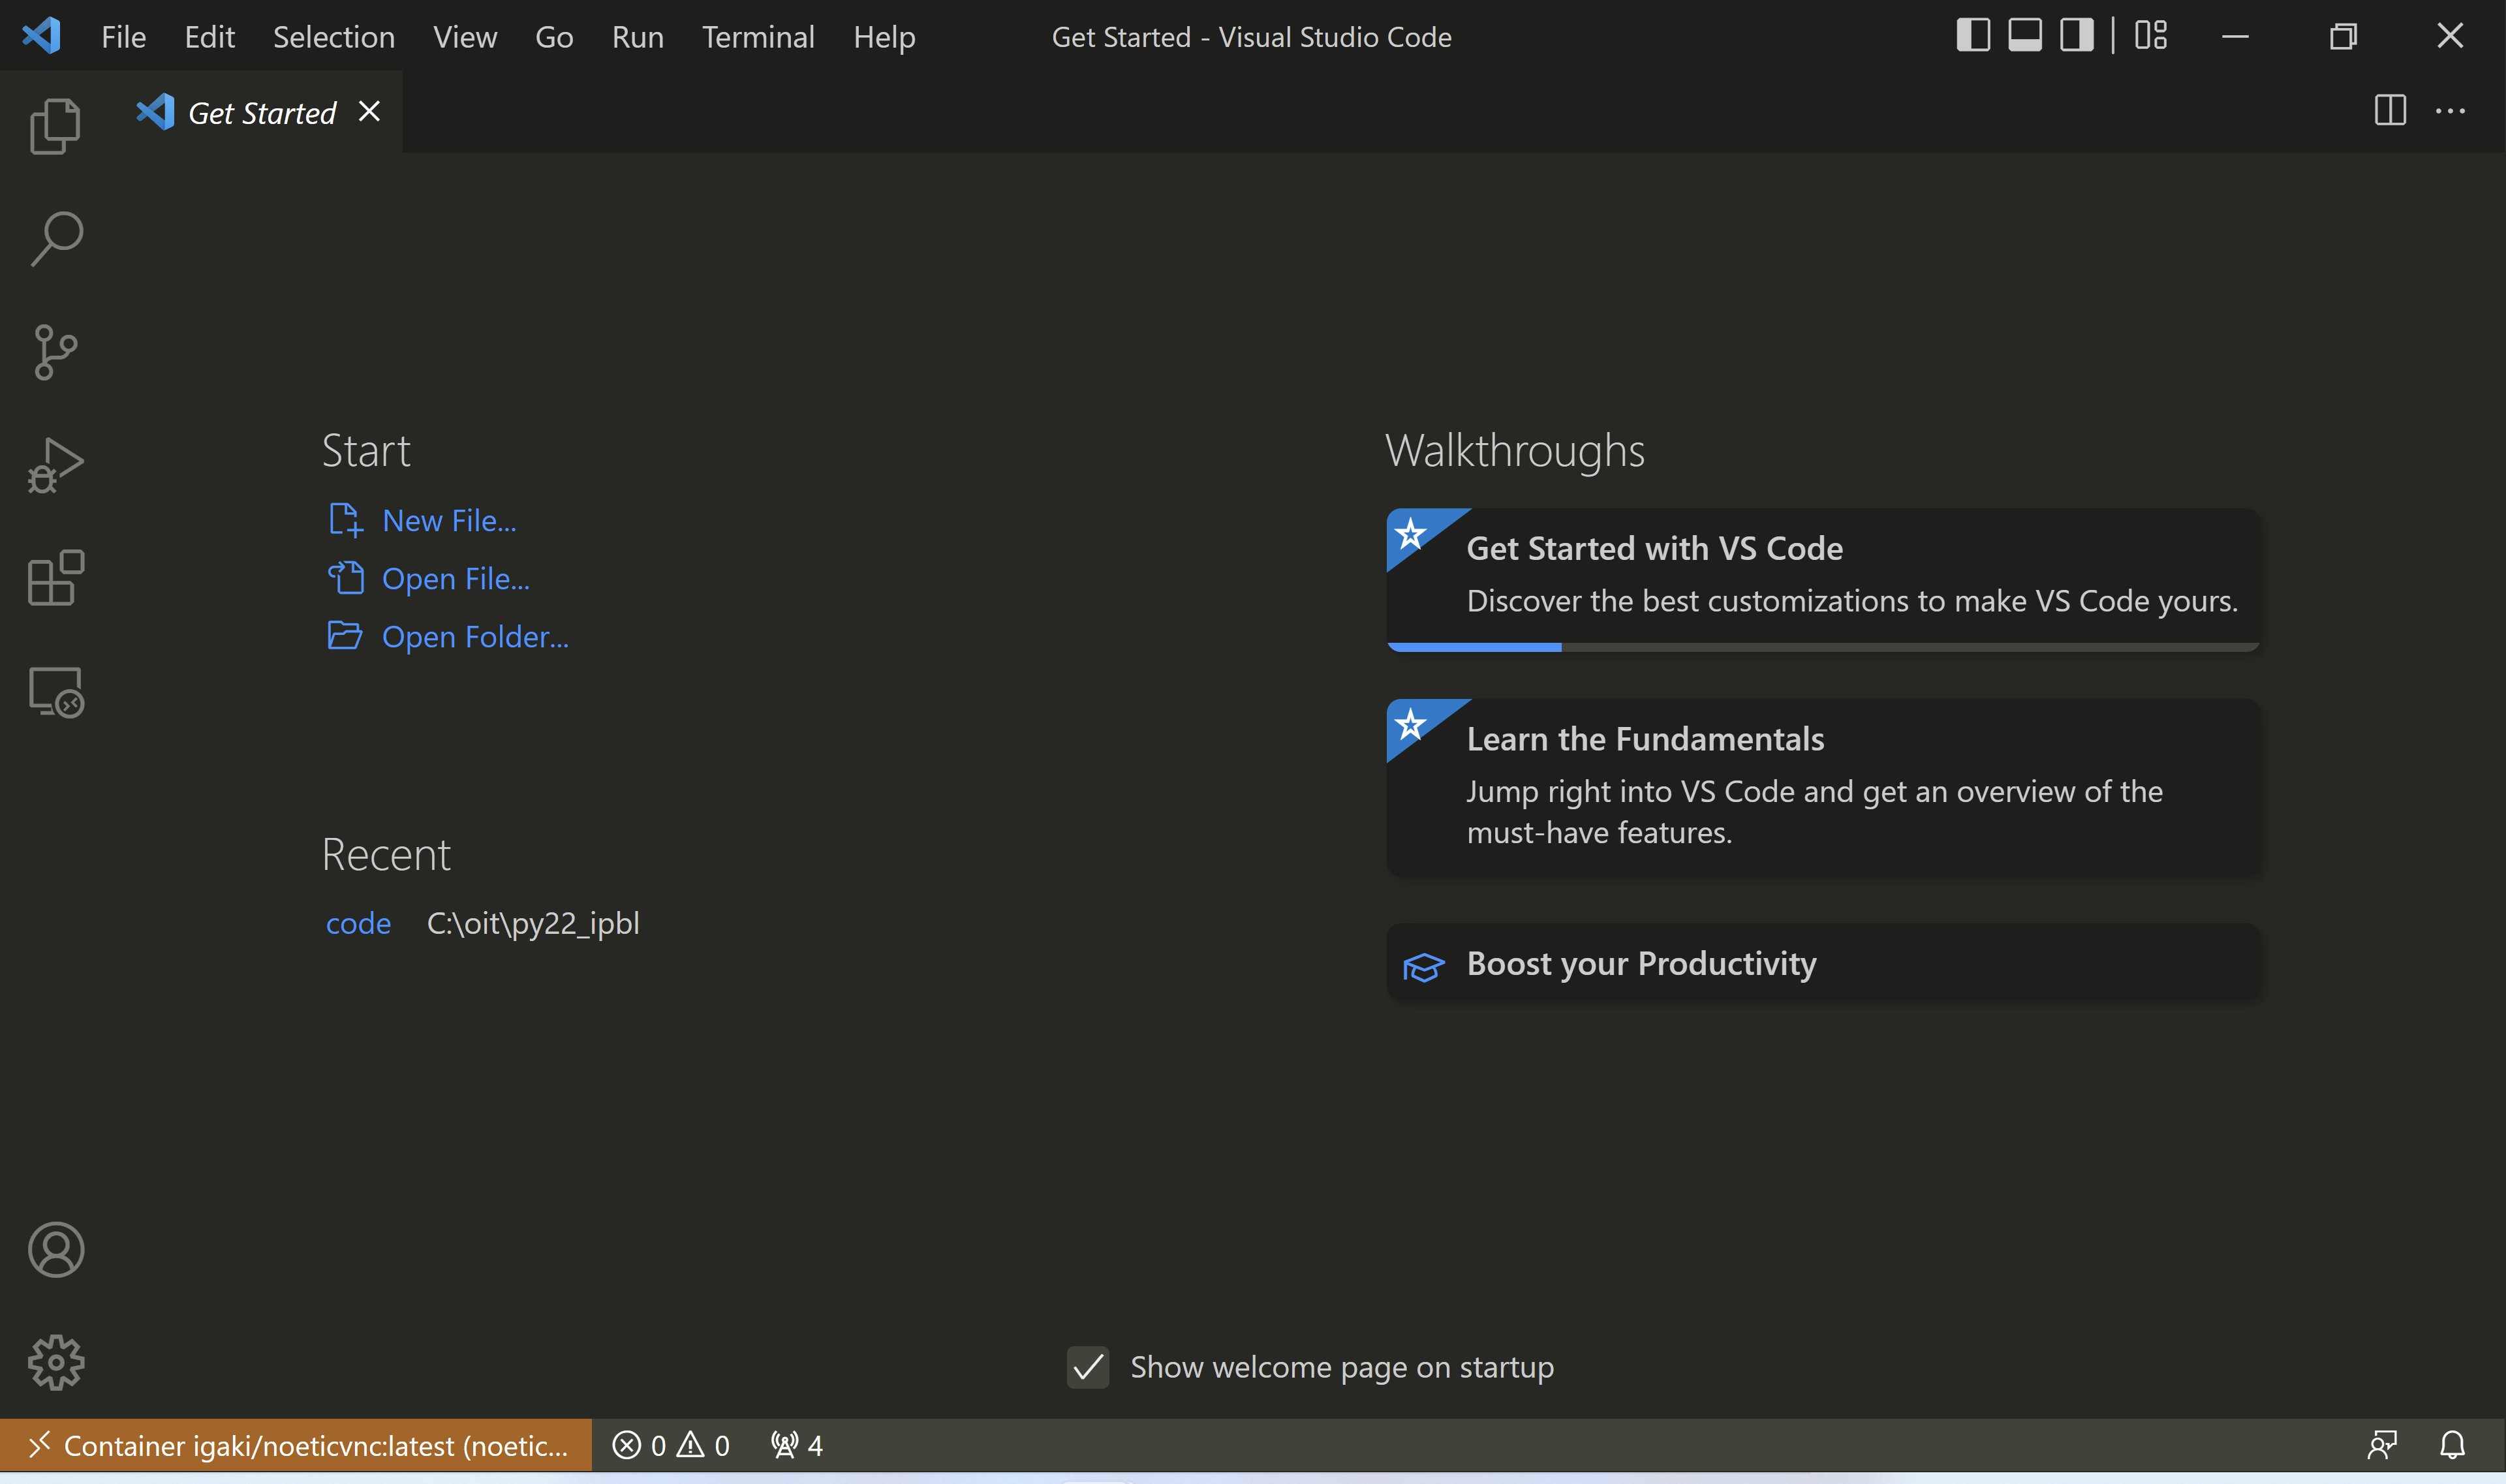 File Edit Selection View Go Run Terminal Help Get Started - Visual Studio Code
Get Started
Start
New File...
Open File...
Open Folder...
Recent
code C:\oit\py22_ipbl
Walkthroughs
Get Started with VS Code
Discover the best customizations to make VS Code yours.
Learn the Fundamentals
Jump right into VS Code and get an overview of the
must-have features.
Boost your Productivity
Show welcome page on startup
Container igaki/noeticvnc:latest (noetic... 0 0 4